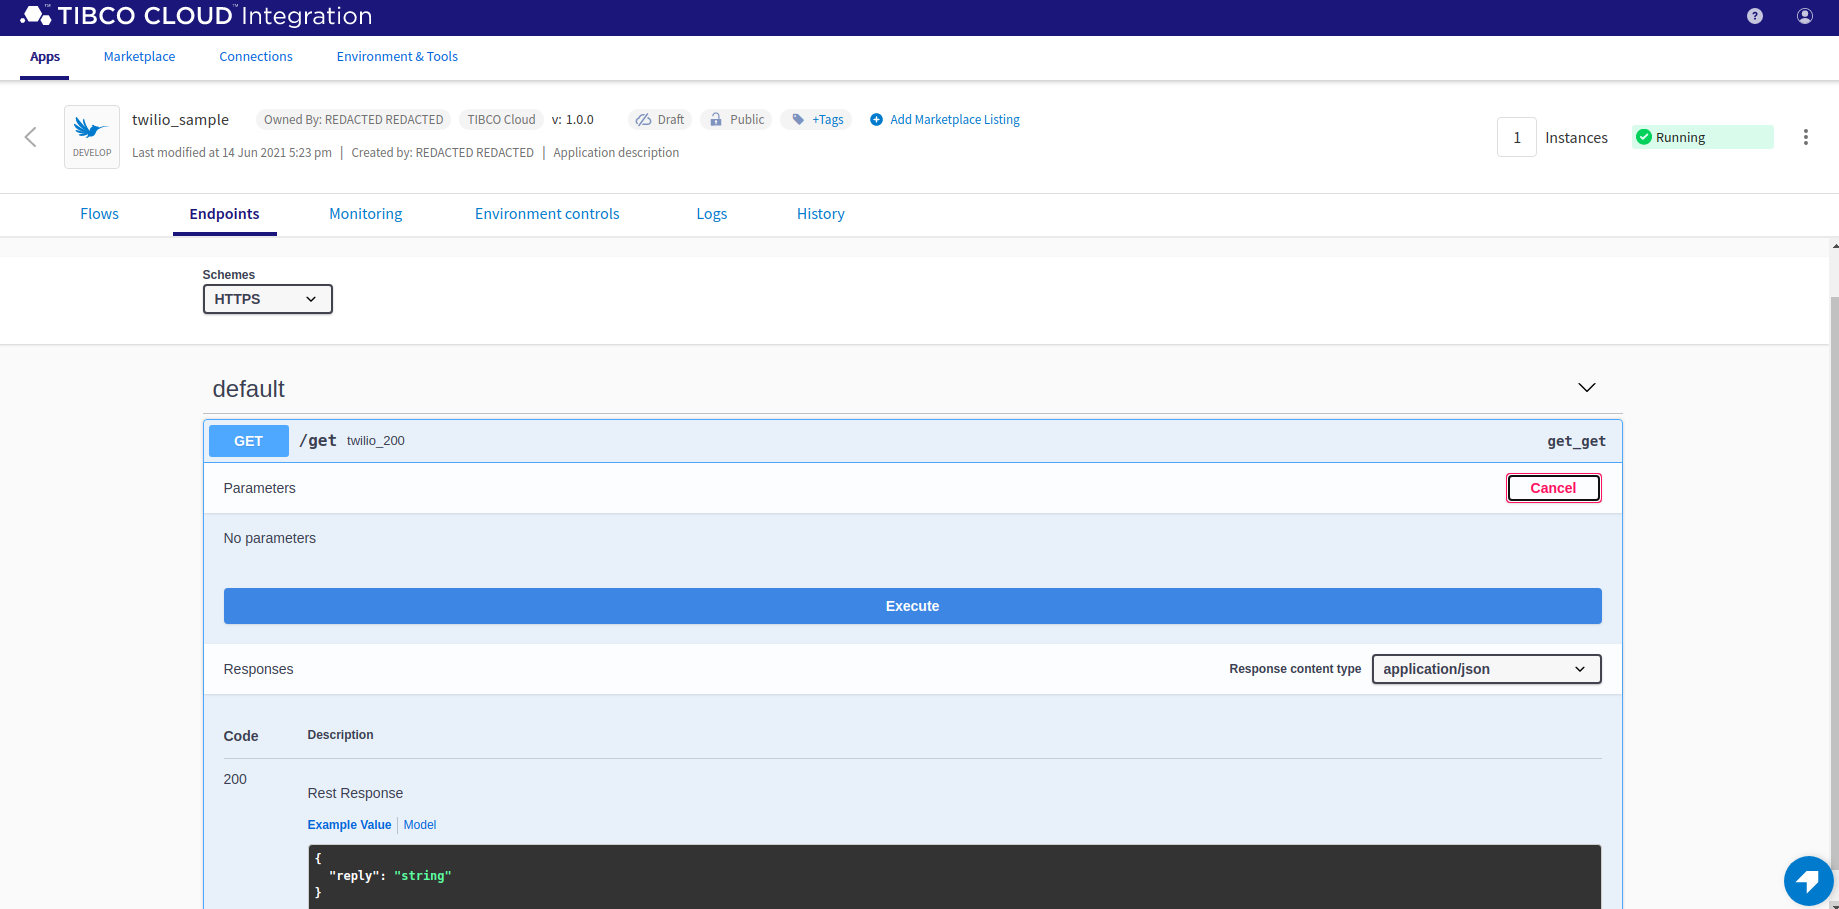 TIBCO CLOUD™ Integration
?
Apps Marketplace Connections Environment & Tools
DEVELOP
twilio_sample Owned By: REDACTED REDACTED TIBCO Cloud v: 1.0.0 Draft Public +Tags Add Marketplace Listing
Last modified at 14 Jun 2021 5:23 pm | Created by: REDACTED REDACTED | Application description
1 Instances Running
Flows Endpoints Monitoring Environment controls Logs History
Schemes
HTTPS
default
GET /get twilio_200 get_get
Parameters Cancel
No parameters
Execute
Responses Response content type application/json
Code Description
200
Rest Response
Example Value | Model
{
"reply": "string"
}